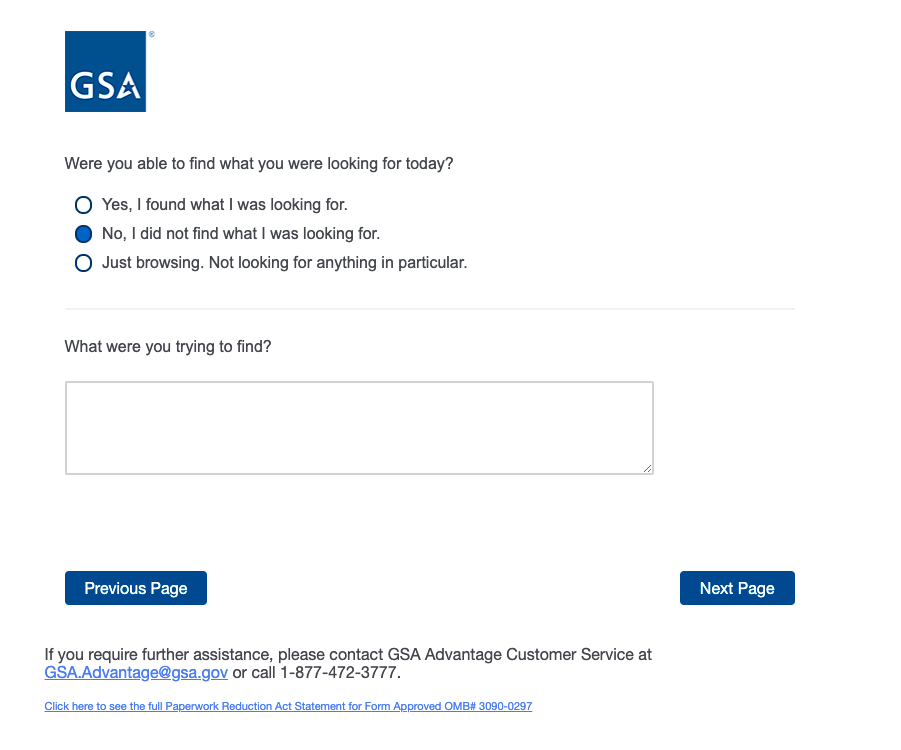 GSA
®
Were you able to find what you were looking for today?
Yes, I found what I was looking for.
No, I did not find what I was looking for.
Just browsing. Not looking for anything in particular.
What were you trying to find?
Previous Page
Next Page
If you require further assistance, please contact GSA Advantage Customer Service at
GSA.Advantage@gsa.gov or call 1-877-472-3777.
Click here to see the full Paperwork Reduction Act Statement for Form Approved OMB# 3090-0297